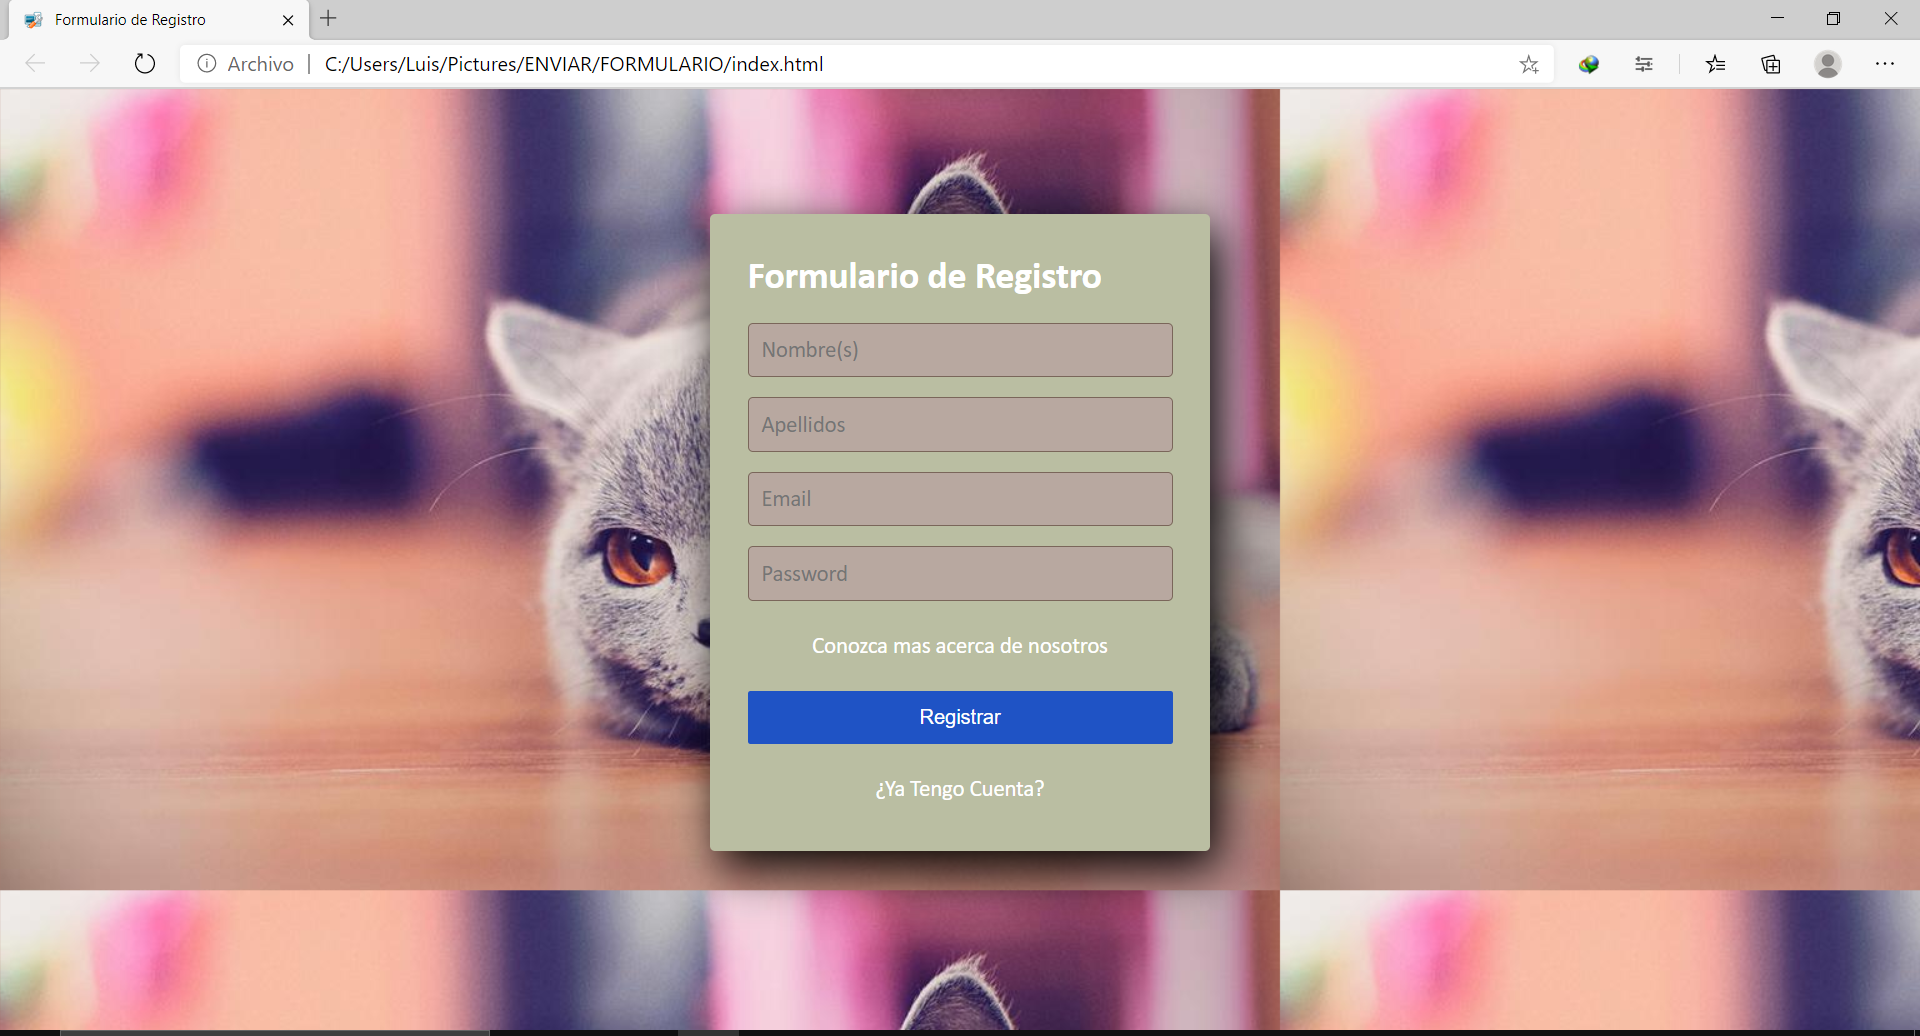 Formulario de Registro
Archivo | C:/Users/Luis/Pictures/ENVIAR/FORMULARIO/index.html
Formulario de Registro
Nombre(s)
Apellidos
Email
Password
Conozca mas acerca de nosotros
Registrar
¿Ya Tengo Cuenta?